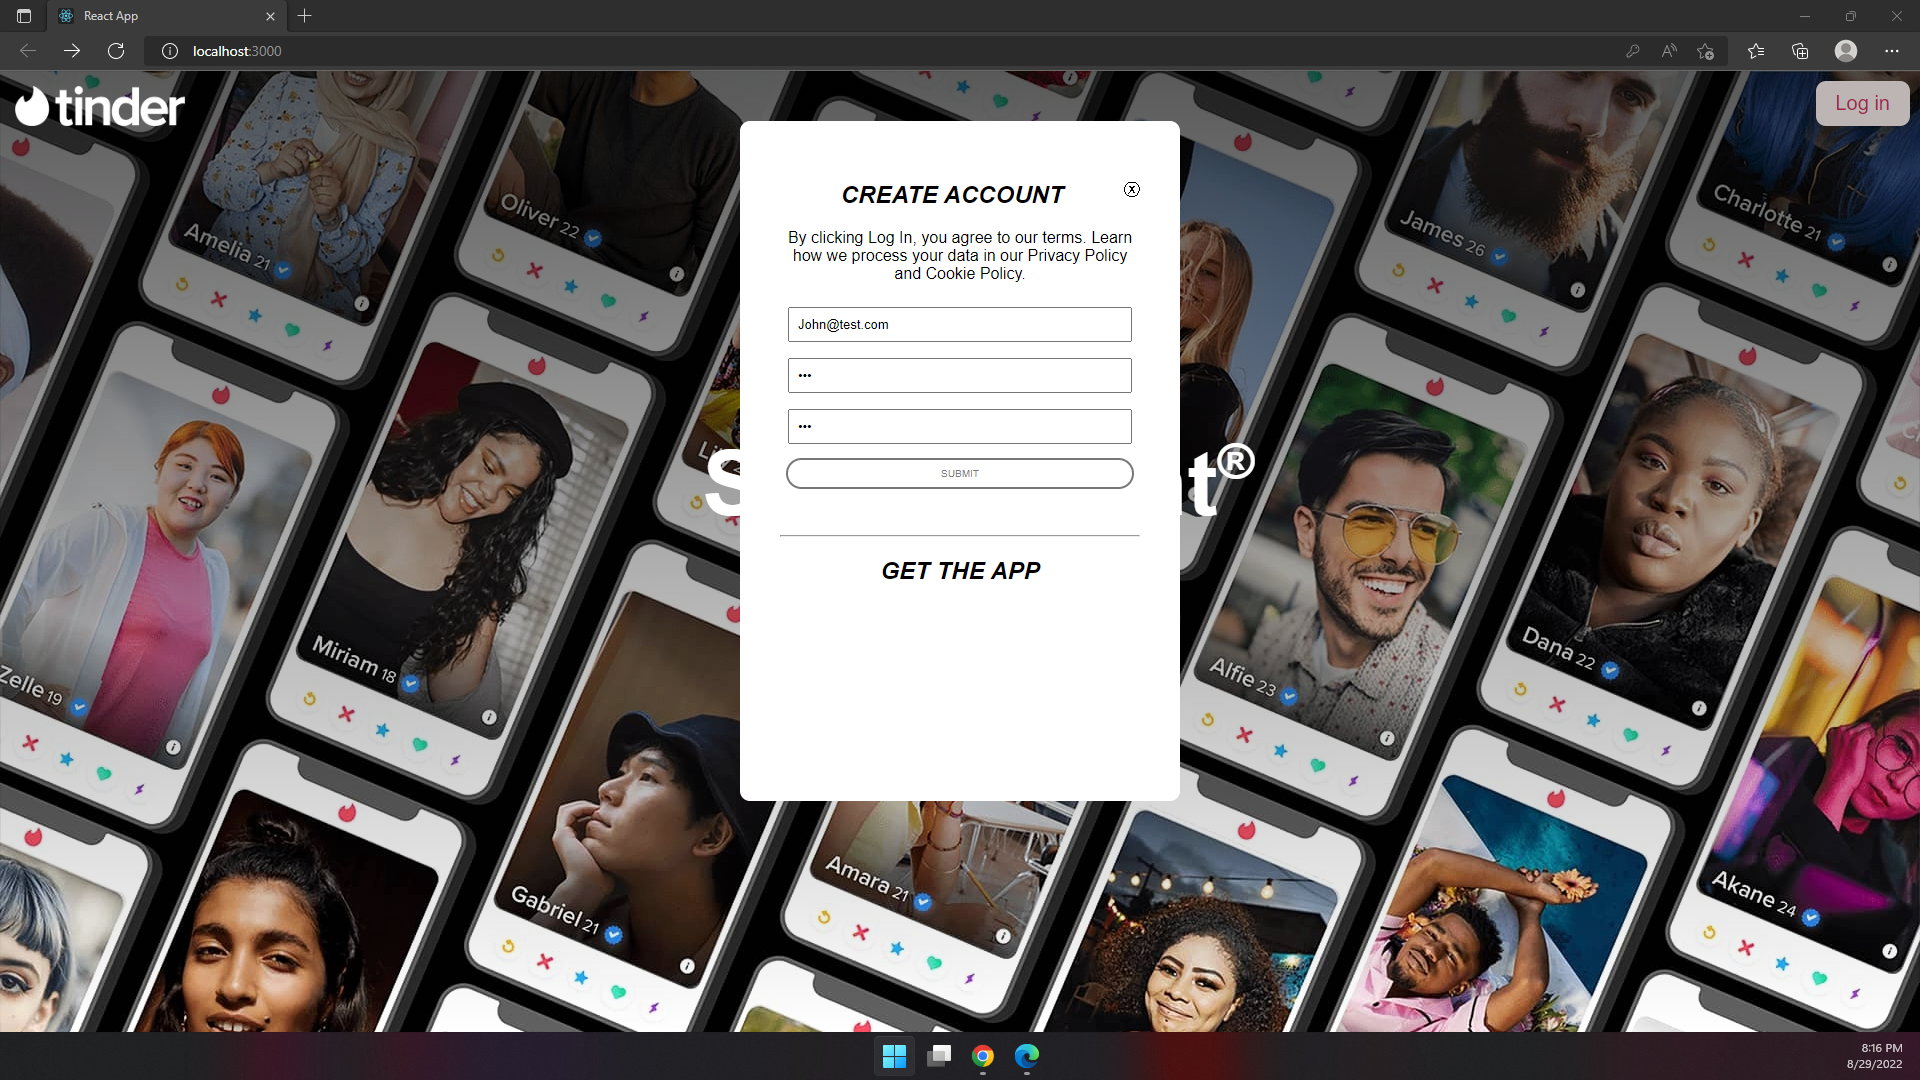 React App
localhost:3000
tinder
Log in
CREATE ACCOUNT
By clicking Log In, you agree to our terms. Learn
how we process your data in our Privacy Policy
and Cookie Policy.
John@test.com
SUBMIT
GET THE APP
Amelia 21
Oliver 22
James 26
Charlotte 21
Zelle 19
Miriam 18
Alfie 23
Dana 22
Gabriel 21
Amara 21
Akane 24
8:16 PM
8/29/2022